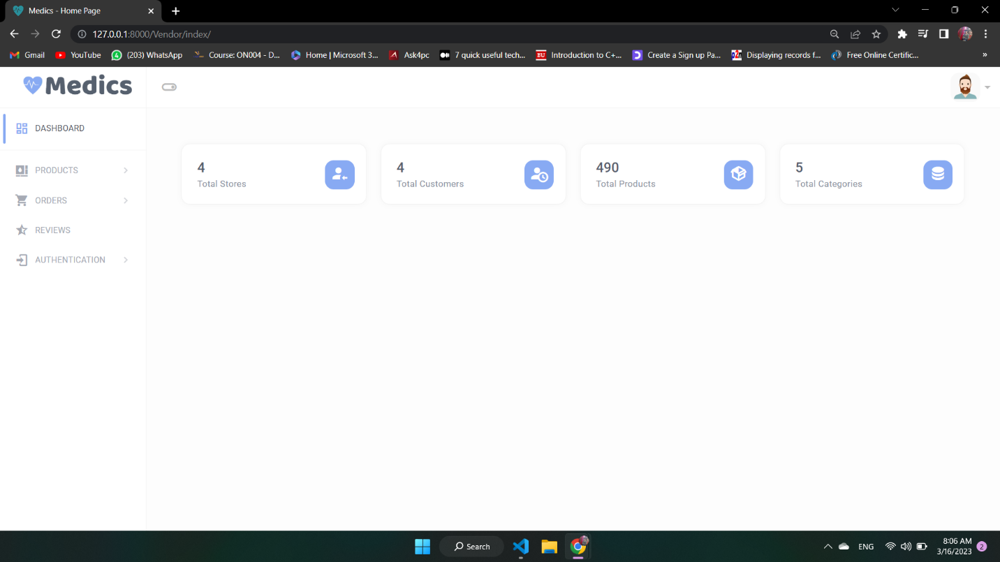 Medics - Home Page
127.0.0.1:8000/Vendor/index/
Gmail
YouTube
(203) WhatsApp
Course: ON004 - D...
Home | Microsoft 3...
Ask4pc
7 quick useful tech...
BU
Introduction to C++...
Create a Sign up Pa...
Displaying records f...
Free Online Certific...
»
Medics
DASHBOARD
PRODUCTS
ORDERS
REVIEWS
AUTHENTICATION
4
Total Stores
4
Total Customers
490
Total Products
5
Total Categories
Search
ENG
8:06 AM
3/16/2023
2